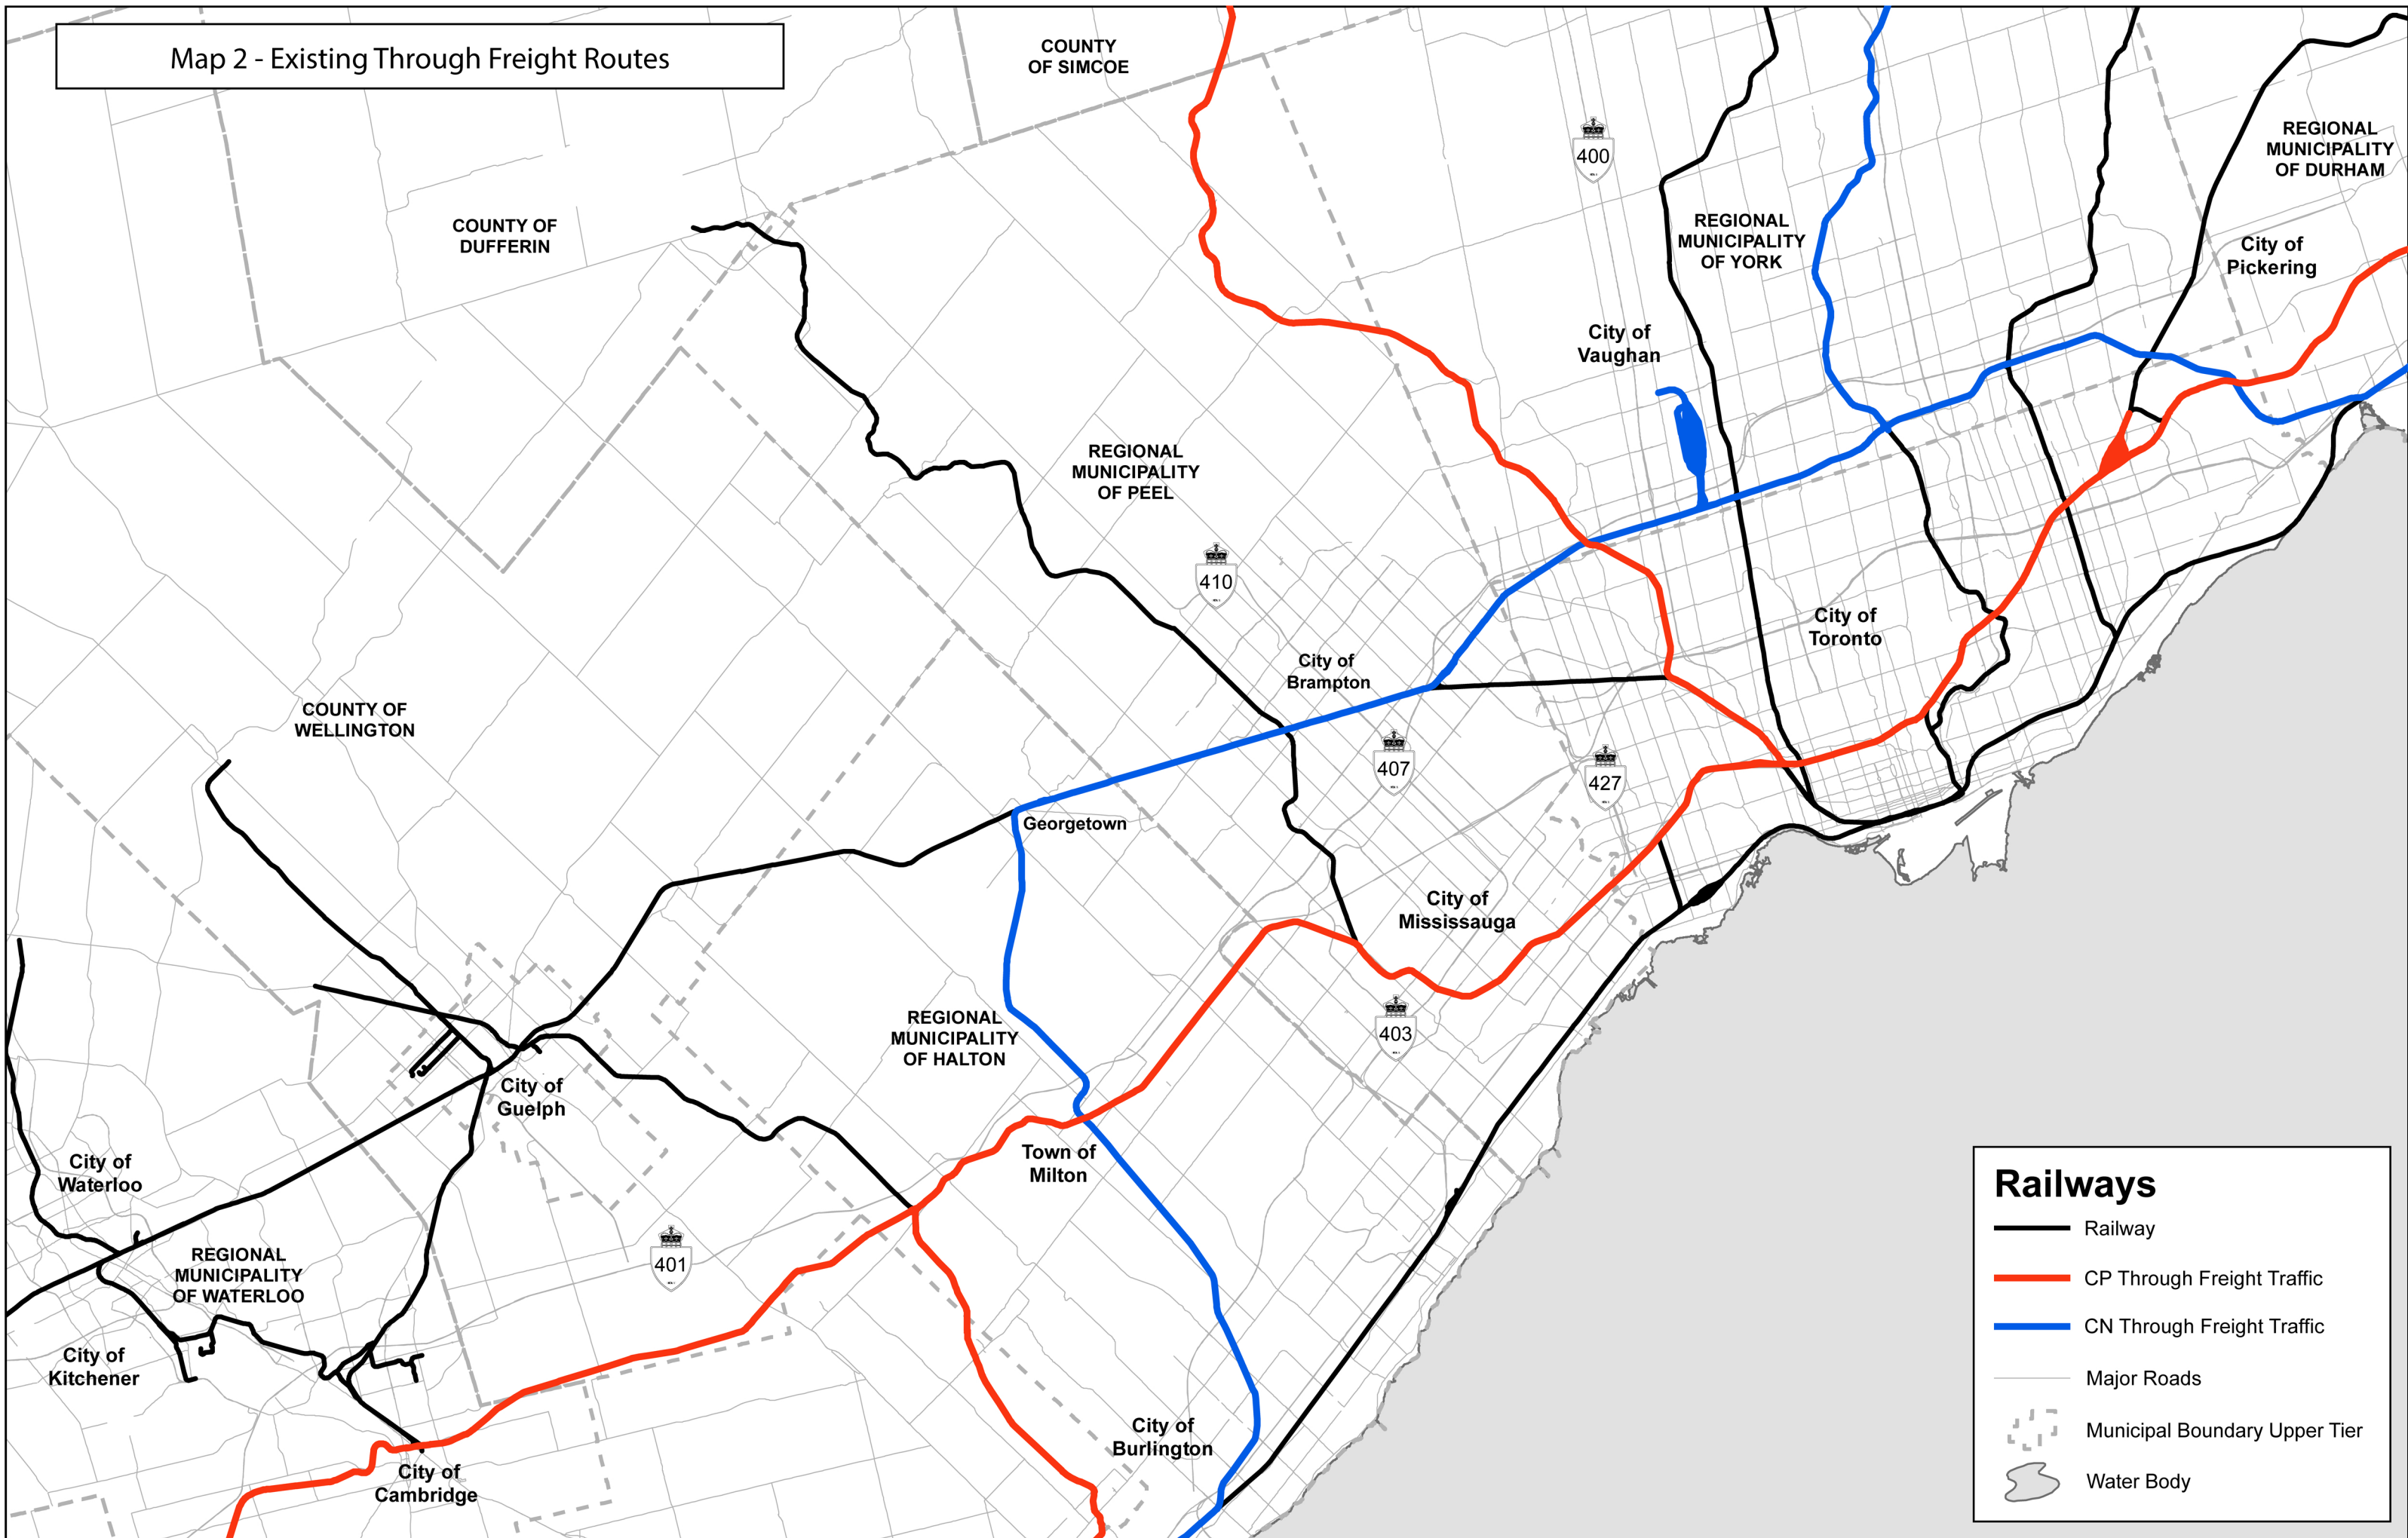 Map 2 - Existing Through Freight Routes
COUNTY
OF SIMCOE
400
REGIONAL
MUNICIPALITY
OF DURHAM
COUNTY OF
DUFFERIN
REGIONAL
MUNICIPALITY
OF YORK
City of
Pickering
City of
Vaughan
REGIONAL
MUNICIPALITY
OF PEEL
410
City of
Toronto
City of
Brampton
COUNTY OF
WELLINGTON
407
427
Georgetown
City of
Mississauga
REGIONAL
MUNICIPALITY
OF HALTON
403
City of
Guelph
Town of
Milton
City of
Waterloo
401
REGIONAL
MUNICIPALITY
OF WATERLOO
City of
Kitchener
City of
Burlington
City of
Cambridge
Railways
Railway
CP Through Freight Traffic
CN Through Freight Traffic
Major Roads
Municipal Boundary Upper Tier
Water Body